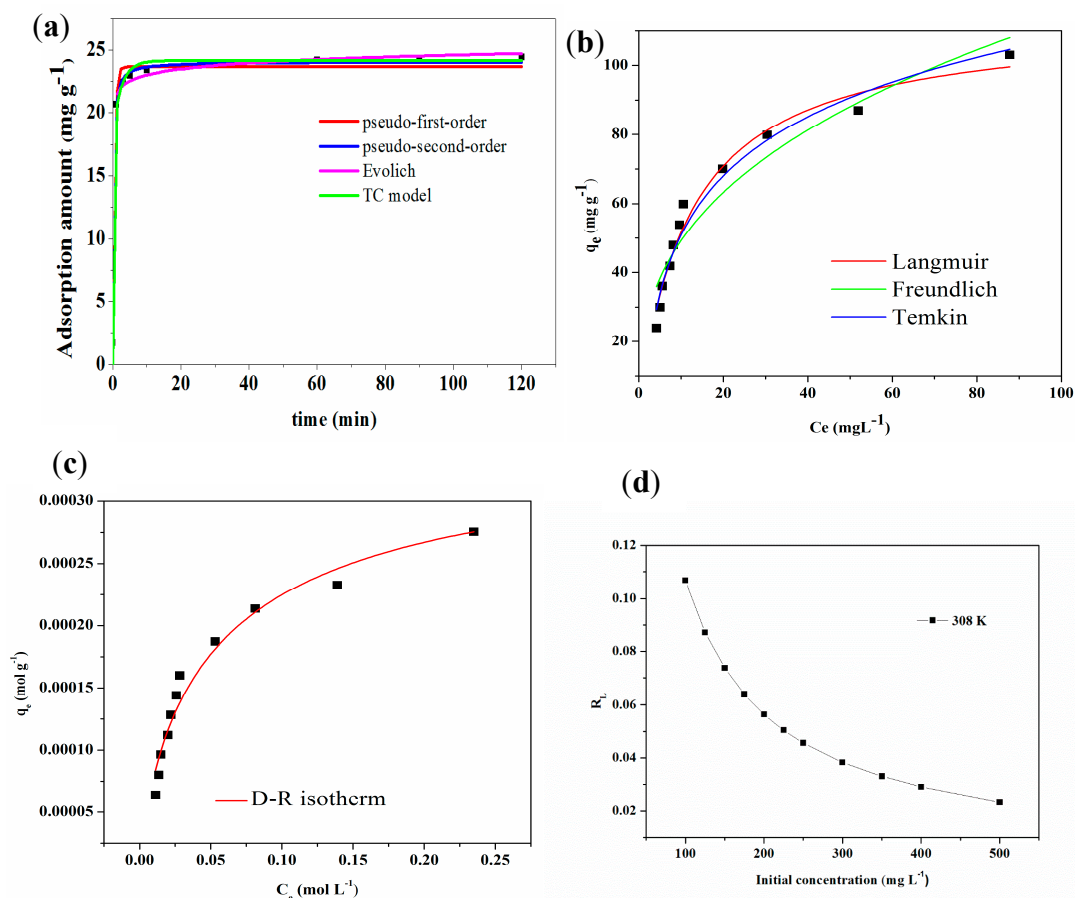 (a)
Adsorption amount (mg g-1)
25
20
15
10
5
0
pseudo-first-order
pseudo-second-order
Evolich
TC model
0 20 40 60 80 100 120
time (min)
(b)
qe (mg g-1)
100
80
60
40
20
Langmuir
Freundlich
Temkin
0 20 40 60 80 100
Ce (mgL-1)
(c)
qe (mol g-1)
0.00030
0.00025
0.00020
0.00015
0.00010
0.00005
D-R isotherm
0.00 0.05 0.10 0.15 0.20 0.25
Ce (mol L-1)
(d)
RL
0.12
0.10
0.08
0.06
0.04
0.02
308 K
100 200 300 400 500
Initial concentration (mg L-1)